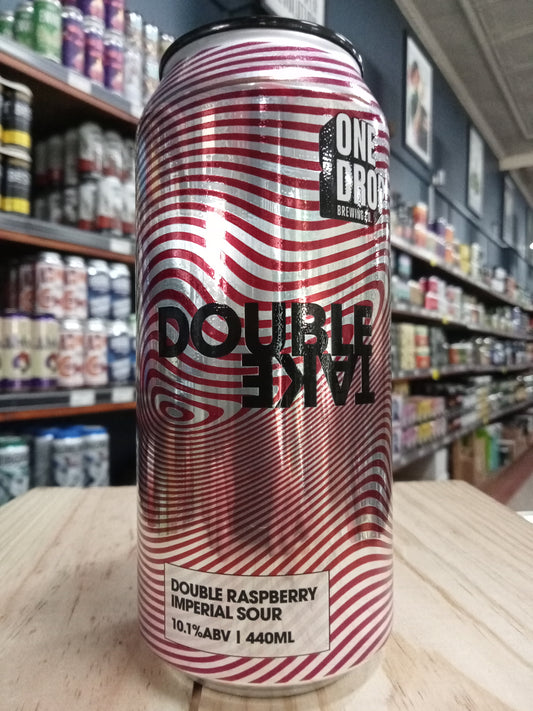 ONE
DROP
BREWING CO.
DOUBLE
TAKE
DOUBLE RASPBERRY
IMPERIAL SOUR
10.1%ABV | 440ML